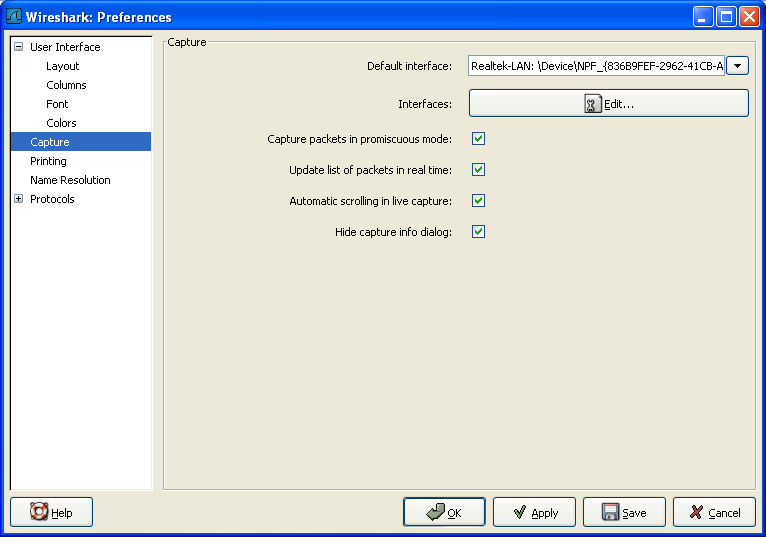 Wireshark: Preferences
User Interface
Layout
Columns
Font
Colors
Capture
Printing
Name Resolution
Protocols
Capture
Default interface: Realtek-LAN: \Device\NPF_{836B9FEF-2962-41CB-A
Interfaces: Edit...
Capture packets in promiscuous mode:
Update list of packets in real time:
Automatic scrolling in live capture:
Hide capture info dialog:
Help OK Apply Save Cancel